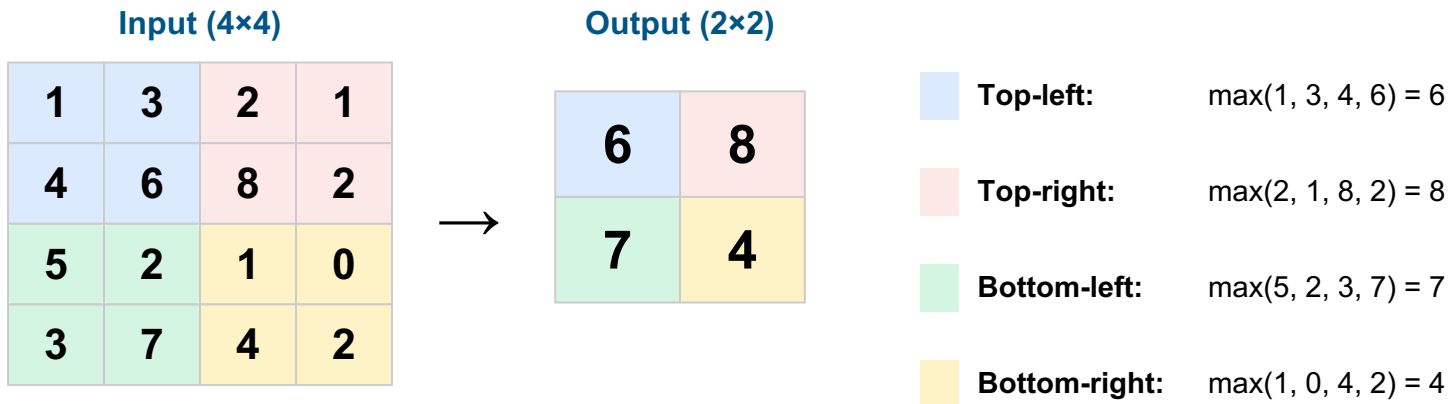 Input (4×4)
Output (2×2)
1 3 2 1
4 6 8 2
5 2 1 0
3 7 4 2
→
6 8
7 4
Top-left: max(1, 3, 4, 6) = 6
Top-right: max(2, 1, 8, 2) = 8
Bottom-left: max(5, 2, 3, 7) = 7
Bottom-right: max(1, 0, 4, 2) = 4